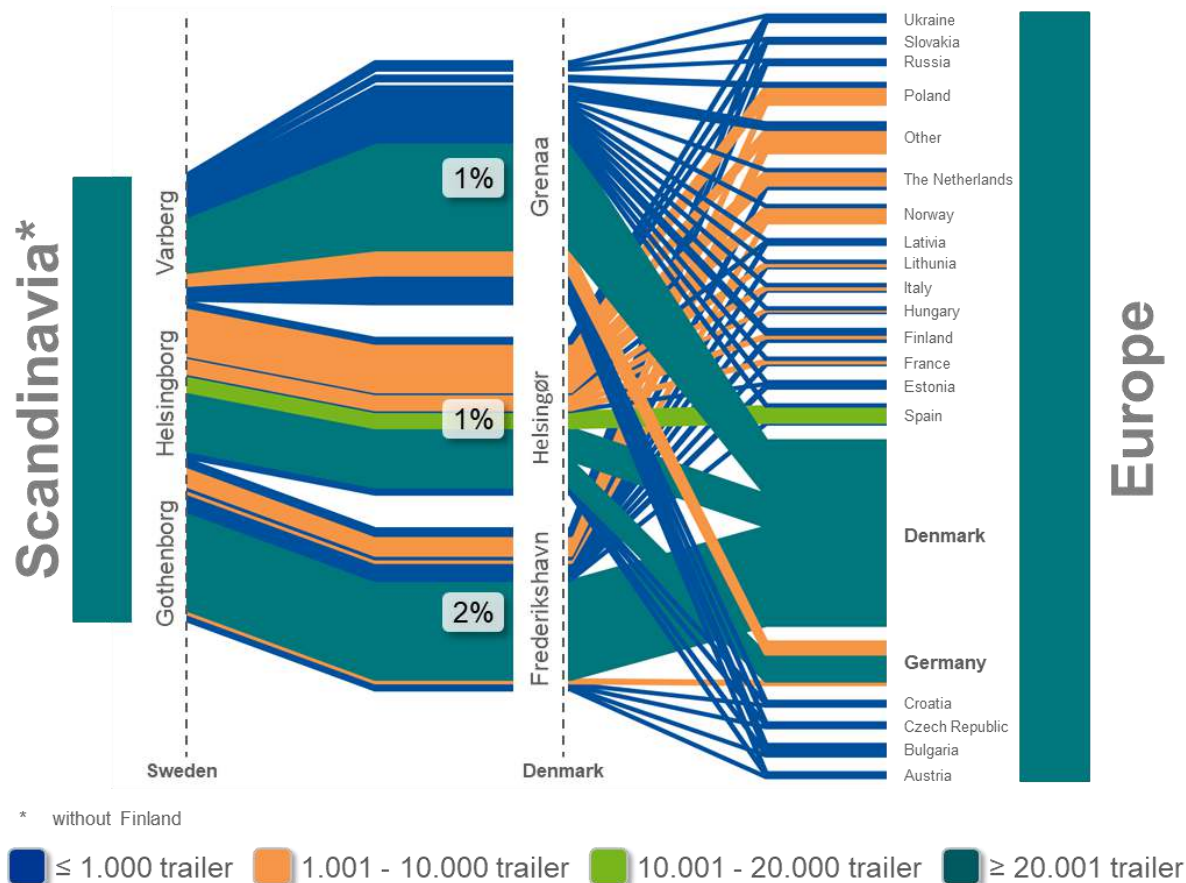 Scandinavia*
Varberg
Helsingborg
Gothenborg
Sweden
1%
1%
2%
Grenaa
Helsingør
Frederikshavn
Denmark
Ukraine
Slovakia
Russia
Poland
Other
The Netherlands
Norway
Lativia
Lithunia
Italy
Hungary
Finland
France
Estonia
Spain
Denmark
Germany
Croatia
Czech Republic
Bulgaria
Austria
Europe
* without Finland
≤ 1.000 trailer 1.001 - 10.000 trailer 10.001 - 20.000 trailer ≥ 20.001 trailer